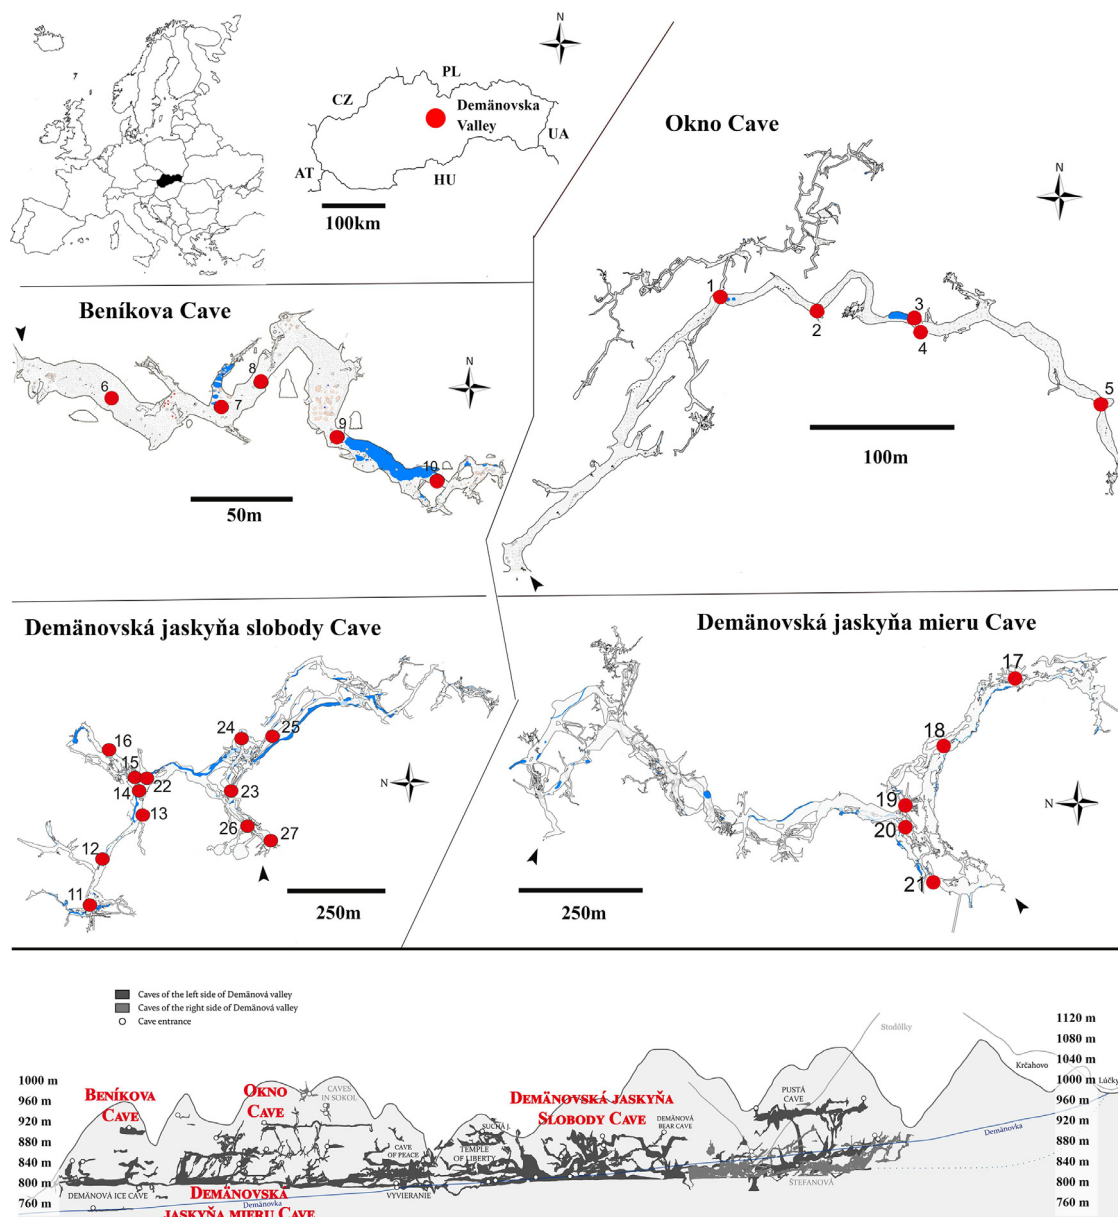 N
PL
CZ
Demänovska
Valley
UA
AT
HU
100km
Okno Cave
N
1
2
3
4
5
100m
Beníkova Cave
N
6
7
8
9
10
50m
Demänovská jaskyňa slobody Cave
24
25
16
15
22
14
23
13
26
27
12
11
N
250m
Demänovská jaskyňa mieru Cave
17
18
19
20
21
N
250m
Caves of the left side of Demänová valley
Caves of the right side of Demänová valley
Cave entrance
1120 m
1080 m
1040 m
1000 m
960 m
920 m
880 m
840 m
800 m
760 m
1000 m
960 m
920 m
880 m
840 m
800 m
760 m
Stodôlky
Krčahovo
Lúčky
BENÍKOVA
CAVE
OKNO
CAVE
CAVES
IN SOKOL
DEMÄNOVSKÁ JASKYŇA
SLOBODY CAVE
PUSTÁ
CAVE
SUCHÁ J.
DEMÄNOVÁ
BEAR CAVE
CAVE
OF PEACE
TEMPLE
OF LIBERTY
Demänovka
DEMÄNOVÁ ICE CAVE
DEMÄNOVSKÁ
JASKYŇA MIERU CAVE
Demänovka
VYVIERANIE
ŠTEFANOVÁ